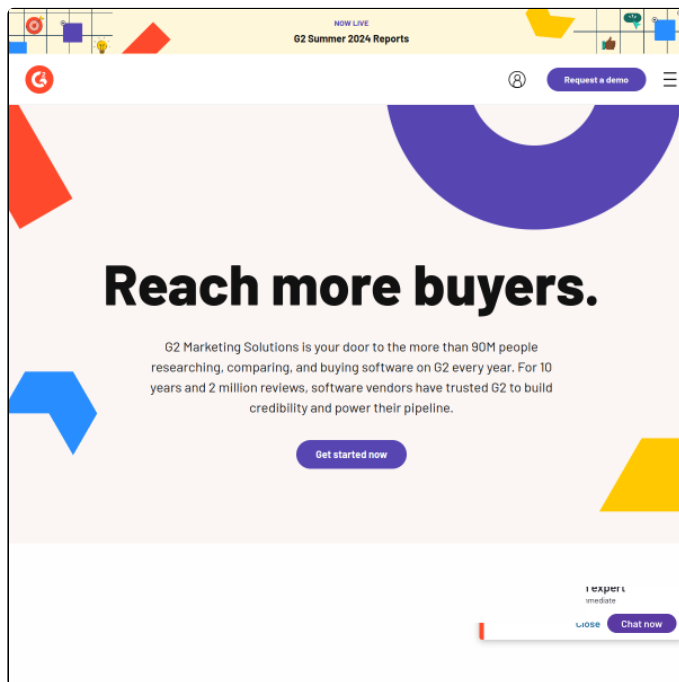 NOW LIVE
G2 Summer 2024 Reports
Request a demo
Reach more buyers.
G2 Marketing Solutions is your door to the more than 90M people
researching, comparing, and buying software on G2 every year. For 10
years and 2 million reviews, software vendors have trusted G2 to build
credibility and power their pipeline.
Get started now
expert
Close
Chat now